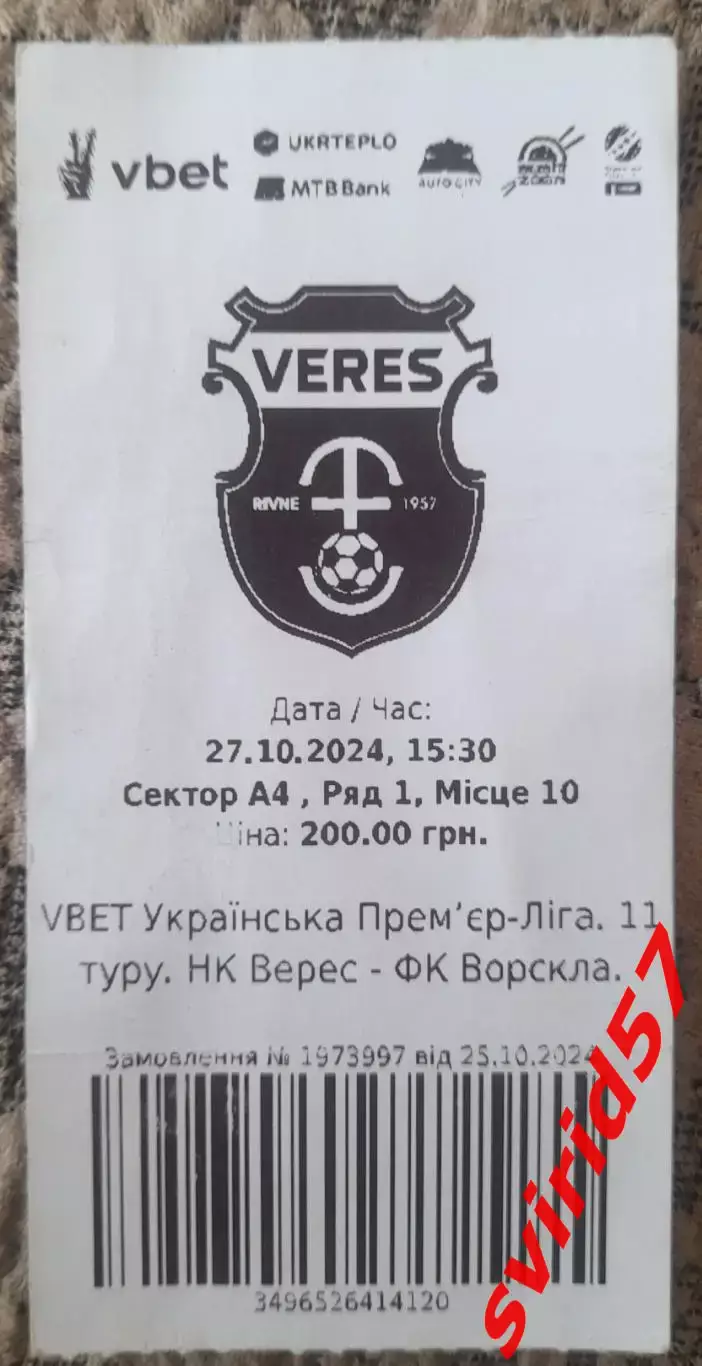 vbet
UKRTEPLO
MTB Bank
AUTO CITY
VERES
RIVNE 1957
Дата / Час:
27.10.2024, 15:30
Сектор А4 , Ряд 1, Місце 10
Ціна: 200.00 грн.
VBET Українська Прем’єр-Ліга. 11
туру. НК Верес - ФК Ворскла.
Замовлення № 1973997 від 25.10.2024
3496526414120
svirid57